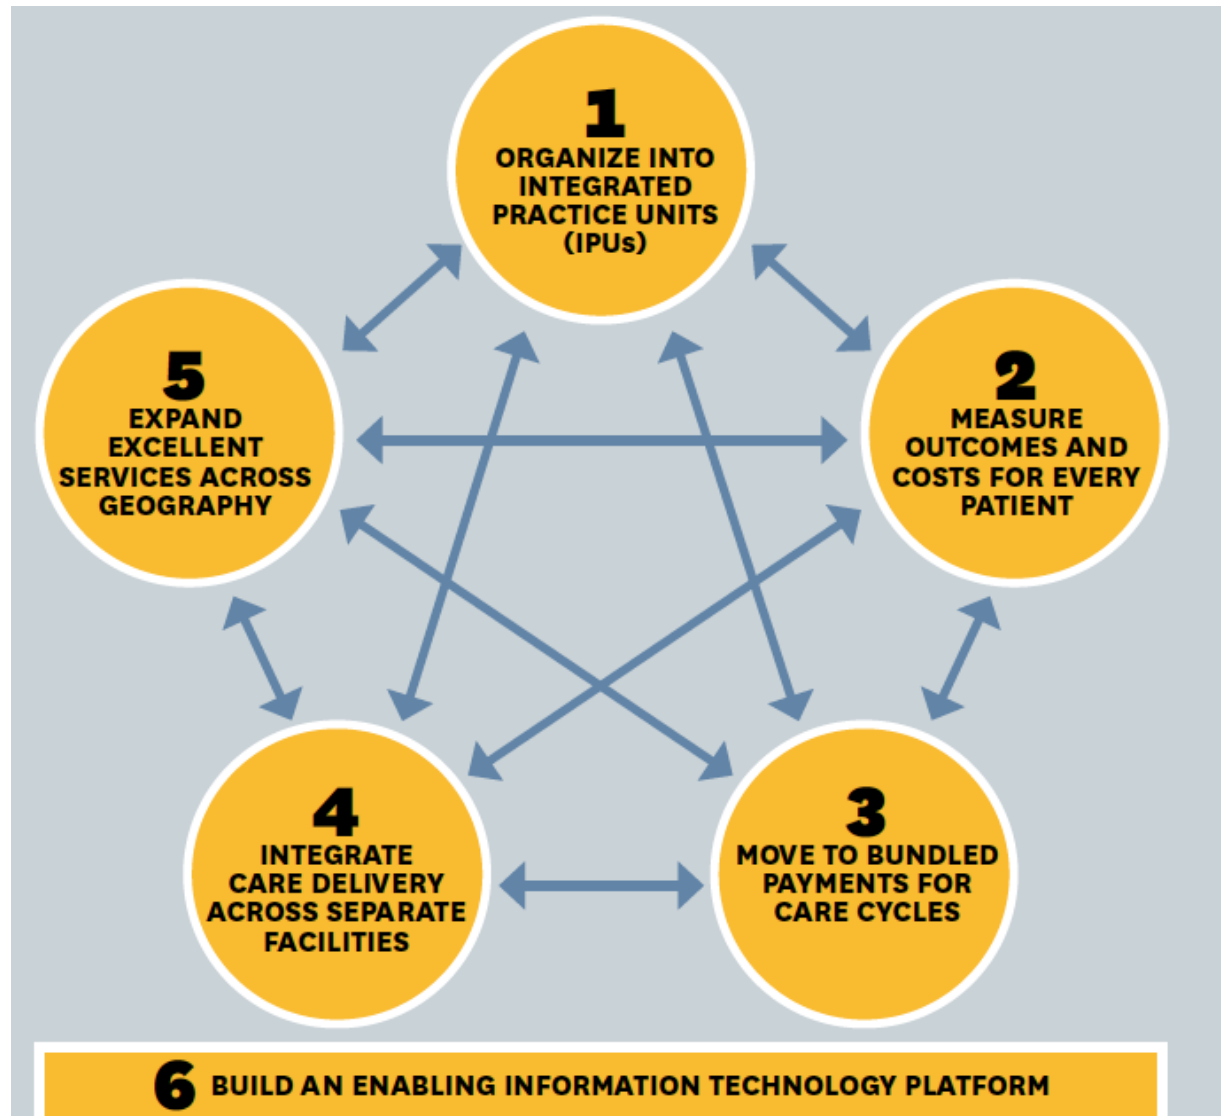 1
ORGANIZE INTO
INTEGRATED
PRACTICE UNITS
(IPUs)
2
MEASURE
OUTCOMES AND
COSTS FOR EVERY
PATIENT
3
MOVE TO BUNDLED
PAYMENTS FOR
CARE CYCLES
4
INTEGRATE
CARE DELIVERY
ACROSS SEPARATE
FACILITIES
5
EXPAND
EXCELLENT
SERVICES ACROSS
GEOGRAPHY
6 BUILD AN ENABLING INFORMATION TECHNOLOGY PLATFORM